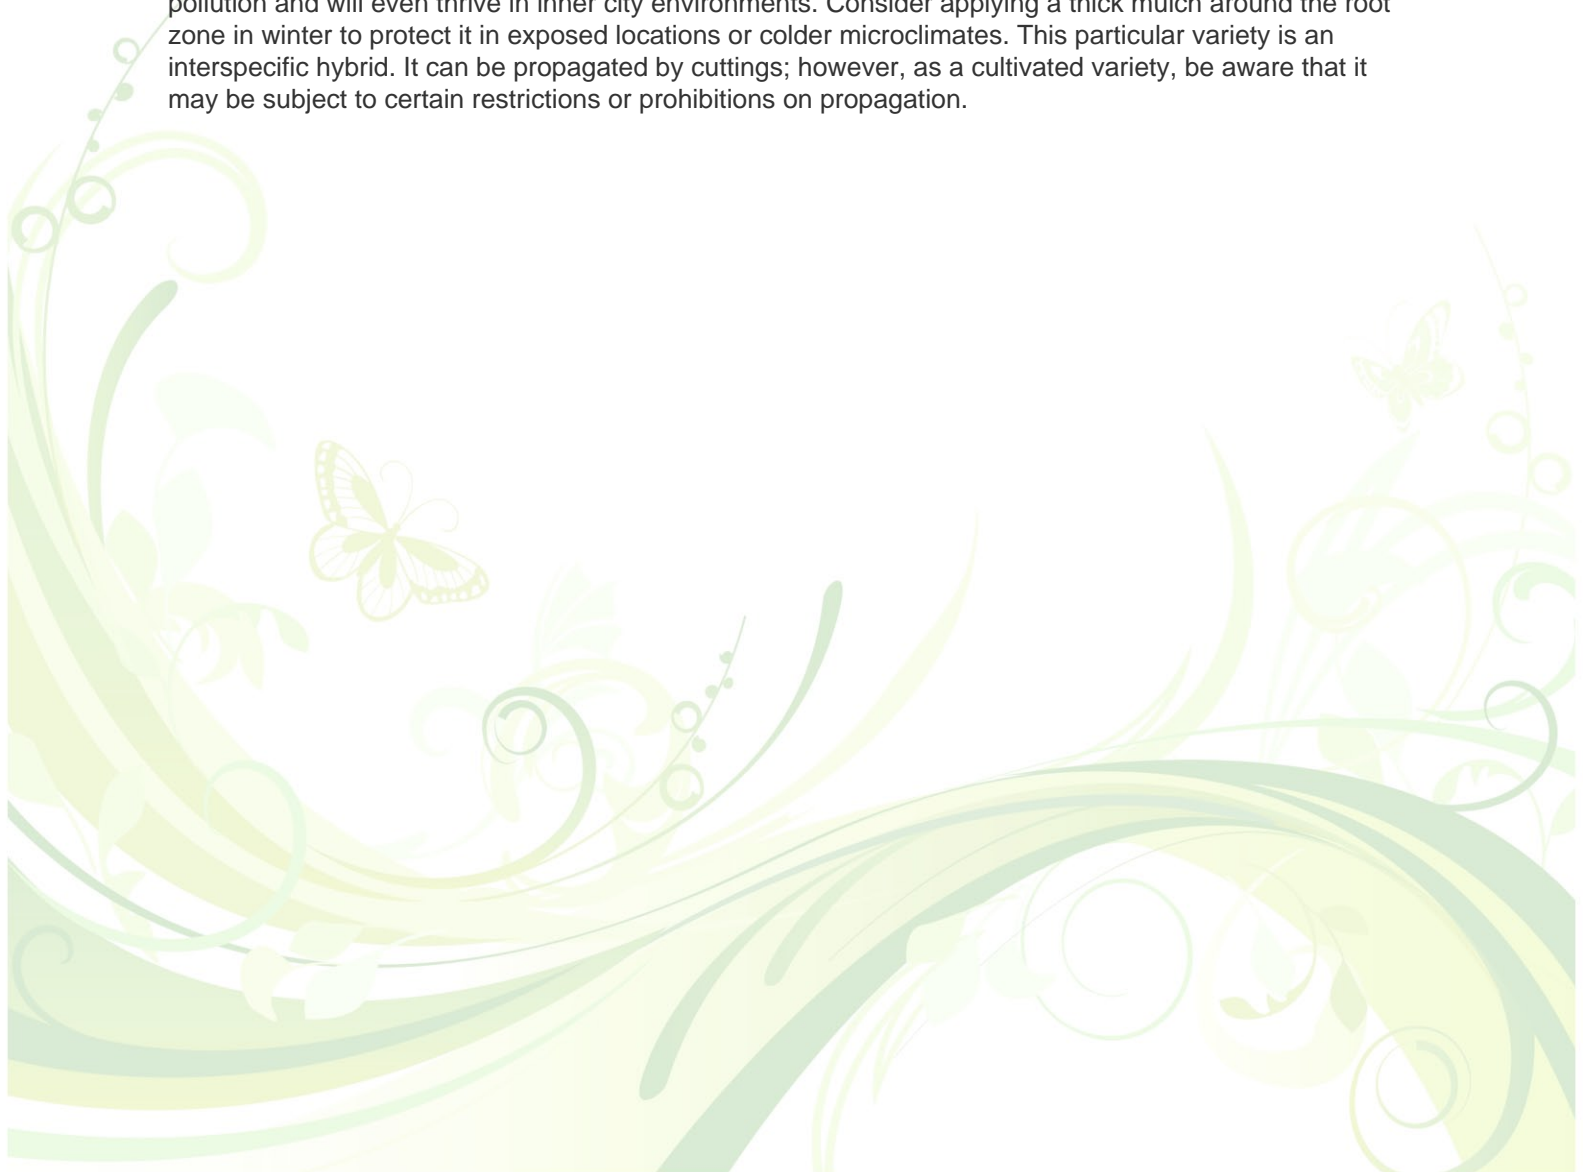 pollution and will even thrive in inner city environments. Consider applying a thick mulch around the root
zone in winter to protect it in exposed locations or colder microclimates. This particular variety is an
interspecific hybrid. It can be propagated by cuttings; however, as a cultivated variety, be aware that it
may be subject to certain restrictions or prohibitions on propagation.